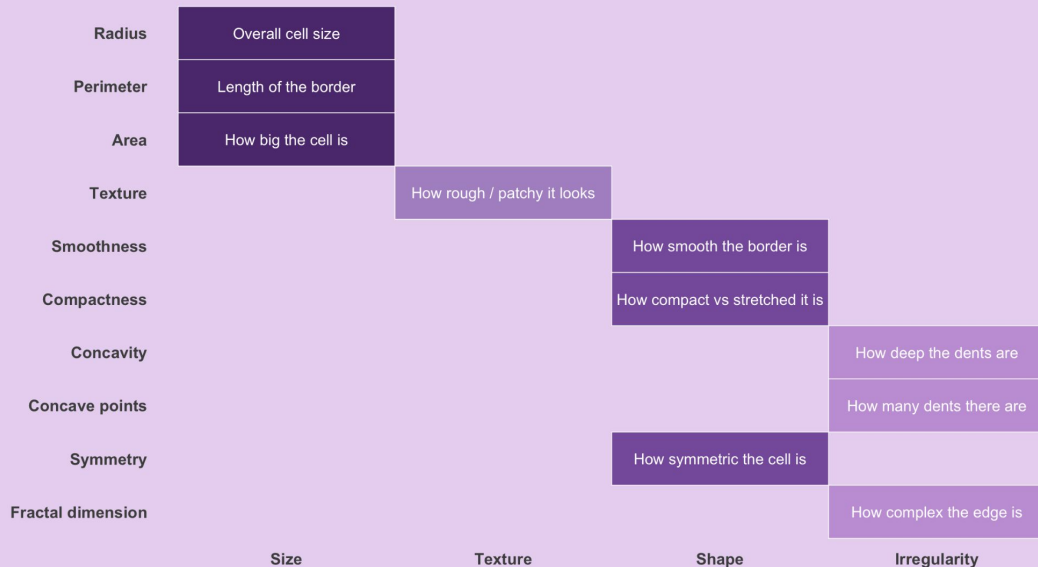 Radius Overall cell size
Perimeter Length of the border
Area How big the cell is
Texture How rough / patchy it looks
Smoothness How smooth the border is
Compactness How compact vs stretched it is
Concavity How deep the dents are
Concave points How many dents there are
Symmetry How symmetric the cell is
Fractal dimension How complex the edge is
Size Texture Shape Irregularity